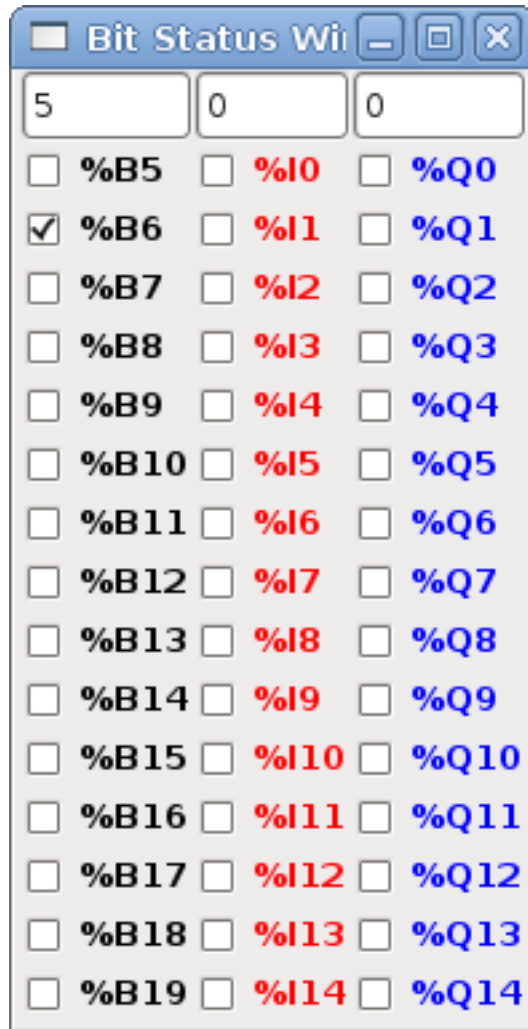 Bit Status Wi
5 0 0
%B5 %I0 %Q0
%B6 %I1 %Q1
%B7 %I2 %Q2
%B8 %I3 %Q3
%B9 %I4 %Q4
%B10 %I5 %Q5
%B11 %I6 %Q6
%B12 %I7 %Q7
%B13 %I8 %Q8
%B14 %I9 %Q9
%B15 %I10 %Q10
%B16 %I11 %Q11
%B17 %I12 %Q12
%B18 %I13 %Q13
%B19 %I14 %Q14